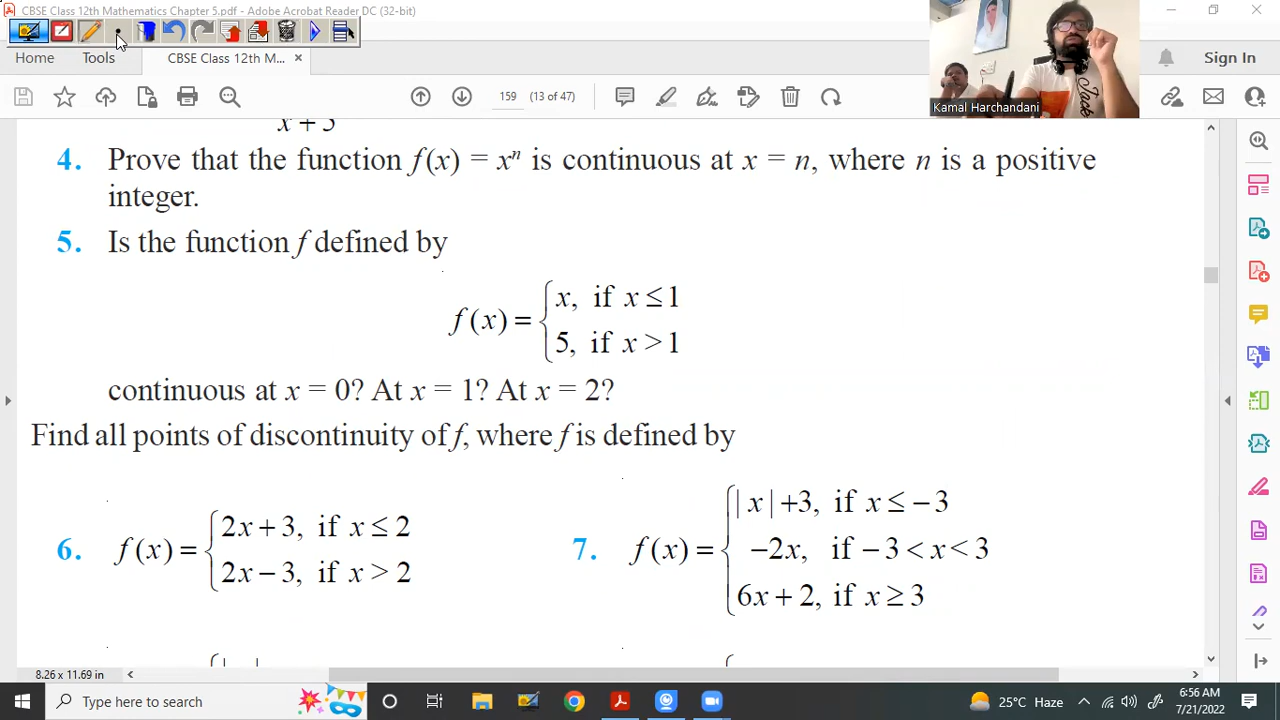 CBSE Class 12th Mathematics Chapter 5.pdf - Adobe Acrobat Reader DC (32-bit)
Home Tools CBSE Class 12th M... × Sign In
159 (13 of 47)
Kamal Harchandani
4. Prove that the function f(x) = xⁿ is continuous at x = n, where n is a positive
integer.
5. Is the function f defined by
f(x) = { x, if x ≤ 1
5, if x > 1
continuous at x = 0? At x = 1? At x = 2?
Find all points of discontinuity of f, where f is defined by
6. f(x) = { 2x + 3, if x ≤ 2
2x − 3, if x > 2
7. f(x) = { | x | +3, if x ≤ − 3
−2x, if − 3 < x < 3
6x + 2, if x ≥ 3
8.26 x 11.69 in
Type here to search
25°C Haze
6:56 AM
7/21/2022